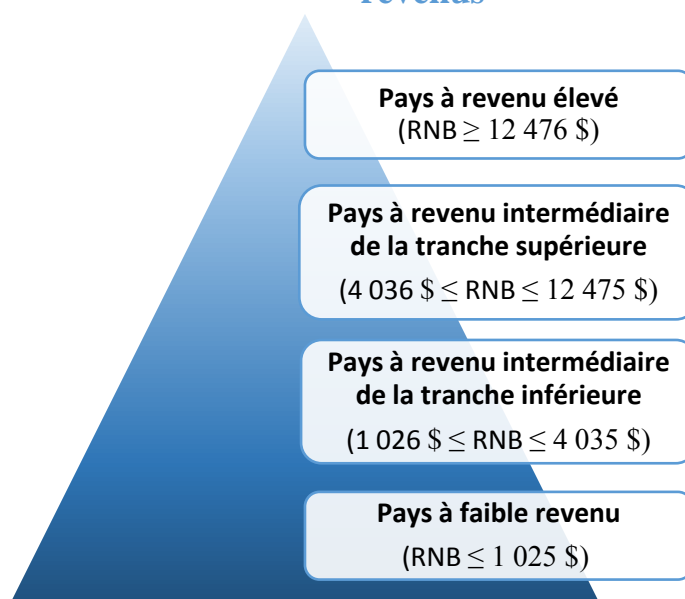 revenus
Pays à revenu élevé
(RNB ≥ 12 476 $)
Pays à revenu intermédiaire
de la tranche supérieure
(4 036 $ ≤ RNB ≤ 12 475 $)
Pays à revenu intermédiaire
de la tranche inférieure
(1 026 $ ≤ RNB ≤ 4 035 $)
Pays à faible revenu
(RNB ≤ 1 025 $)